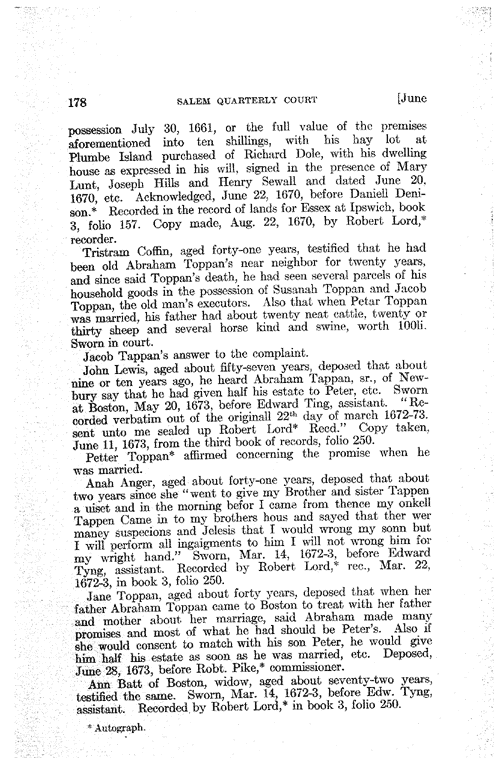 178 SALEM QUARTERLY COURT [June
possession July 30, 1661, or the full value of the premises
aforementioned into ten shillings, with his hay lot at
Plumbe Island purchased of Richard Dole, with his dwelling
house as expressed in his will, signed in the presence of Mary
Lunt, Joseph Hills and Henry Sewall and dated June 20,
1670, etc. Acknowledged, June 22, 1670, before Daniell Deni-
son.* Recorded in the record of lands for Essex at Ipswich, book
3, folio 157. Copy made, Aug. 22, 1670, by Robert Lord,*
recorder.
Tristram Coffin, aged forty-one years, testified that he had
been old Abraham Toppan's near neighbor for twenty years,
and since said Toppan's death, he had seen several parcels of his
household goods in the possession of Susanah Toppan and Jacob
Toppan, the old man's executors. Also that when Petar Toppan
was married, his father had about twenty neat cattle, twenty or
thirty sheep and several horse kind and swine, worth 100li.
Sworn in court.
Jacob Tappan's answer to the complaint.
John Lewis, aged about fifty-seven years, deposed that about
nine or ten years ago, he heard Abraham Tappan, sr., of New-
bury say that he had given half his estate to Peter, etc. Sworn
at Boston, May 20, 1673, before Edward Ting, assistant. "Re-
corded verbatim out of the originall 22th day of march 1672-73.
sent unto me sealed up Robert Lord* Recd." Copy taken,
June 11, 1673, from the third book of records, folio 250.
Petter Toppan* affirmed concerning the promise when he
was married.
Anah Anger, aged about forty-one years, deposed that about
two years since she "went to give my Brother and sister Tappen
a uiset and in the morning befor I came from thence my onkell
Tappen Came in to my brothers hous and sayed that ther wer
maney suspecions and Jelesis that I would wrong my sonn but
I will perform all ingaigments to him I will not wrong him for
my wright hand." Sworn, Mar. 14, 1672-3, before Edward
Tyng, assistant. Recorded by Robert Lord,* rec., Mar. 22,
1672-3, in book 3, folio 250.
Jane Toppan, aged about forty years, deposed that when her
father Abraham Toppan came to Boston to treat with her father
and mother about her marriage, said Abraham made many
promises and most of what he had should be Peter's. Also if
she would consent to match with his son Peter, he would give
him half his estate as soon as he was married, etc. Deposed,
June 28, 1673, before Robt. Pike,* commissioner.
Ann Batt of Boston, widow, aged about seventy-two years,
testified the same. Sworn, Mar. 14, 1672-3, before Edw. Tyng,
assistant. Recorded by Robert Lord,* in book 3, folio 250.
* Autograph.